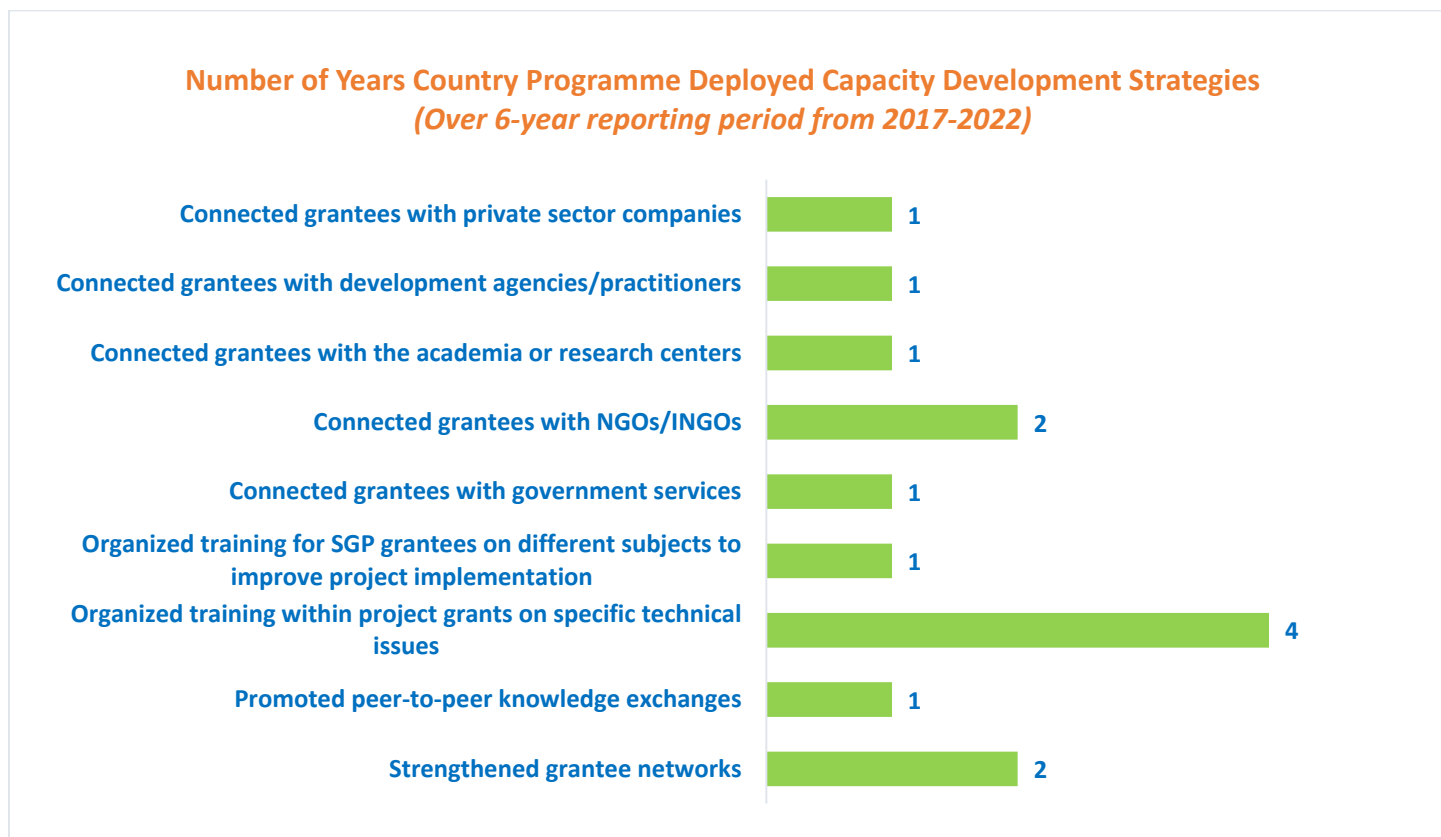 Number of Years Country Programme Deployed Capacity Development Strategies
(Over 6-year reporting period from 2017-2022)
Connected grantees with private sector companies
1
Connected grantees with development agencies/practitioners
1
Connected grantees with the academia or research centers
1
Connected grantees with NGOs/INGOs
2
Connected grantees with government services
1
Organized training for SGP grantees on different subjects to
improve project implementation
1
Organized training within project grants on specific technical
issues
4
Promoted peer-to-peer knowledge exchanges
1
Strengthened grantee networks
2